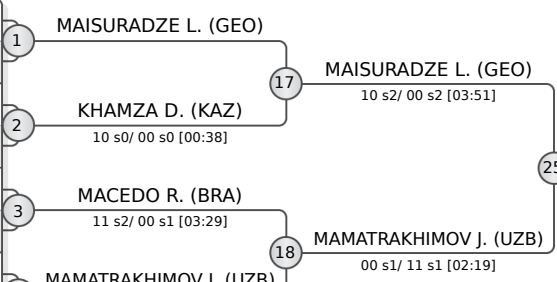 MAISURADZE L. (GEO)
1
17
MAISURADZE L. (GEO)
10 s2/ 00 s2 [03:51]
KHAMZA D. (KAZ)
2
10 s0/ 00 s0 [00:38]
25
MACEDO R. (BRA)
3
11 s2/ 00 s1 [03:29]
18
MAMATRAKHIMOV J. (UZB)
00 s1/ 11 s1 [02:19]
MAMATRAKHIMOV J. (UZB)